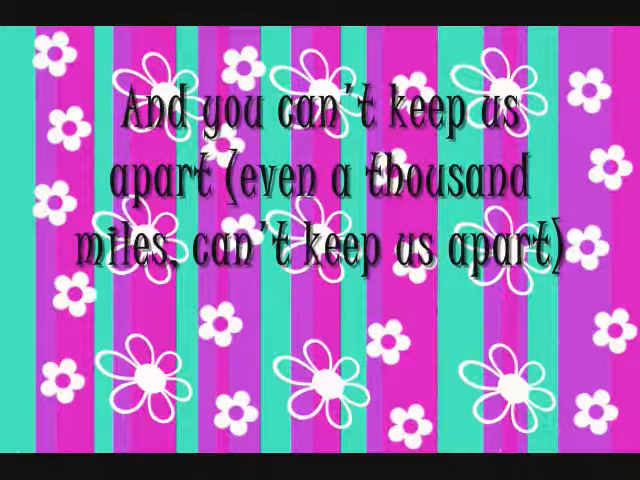 And you can't keep us
apart (even a thousand
miles, can't keep us apart)